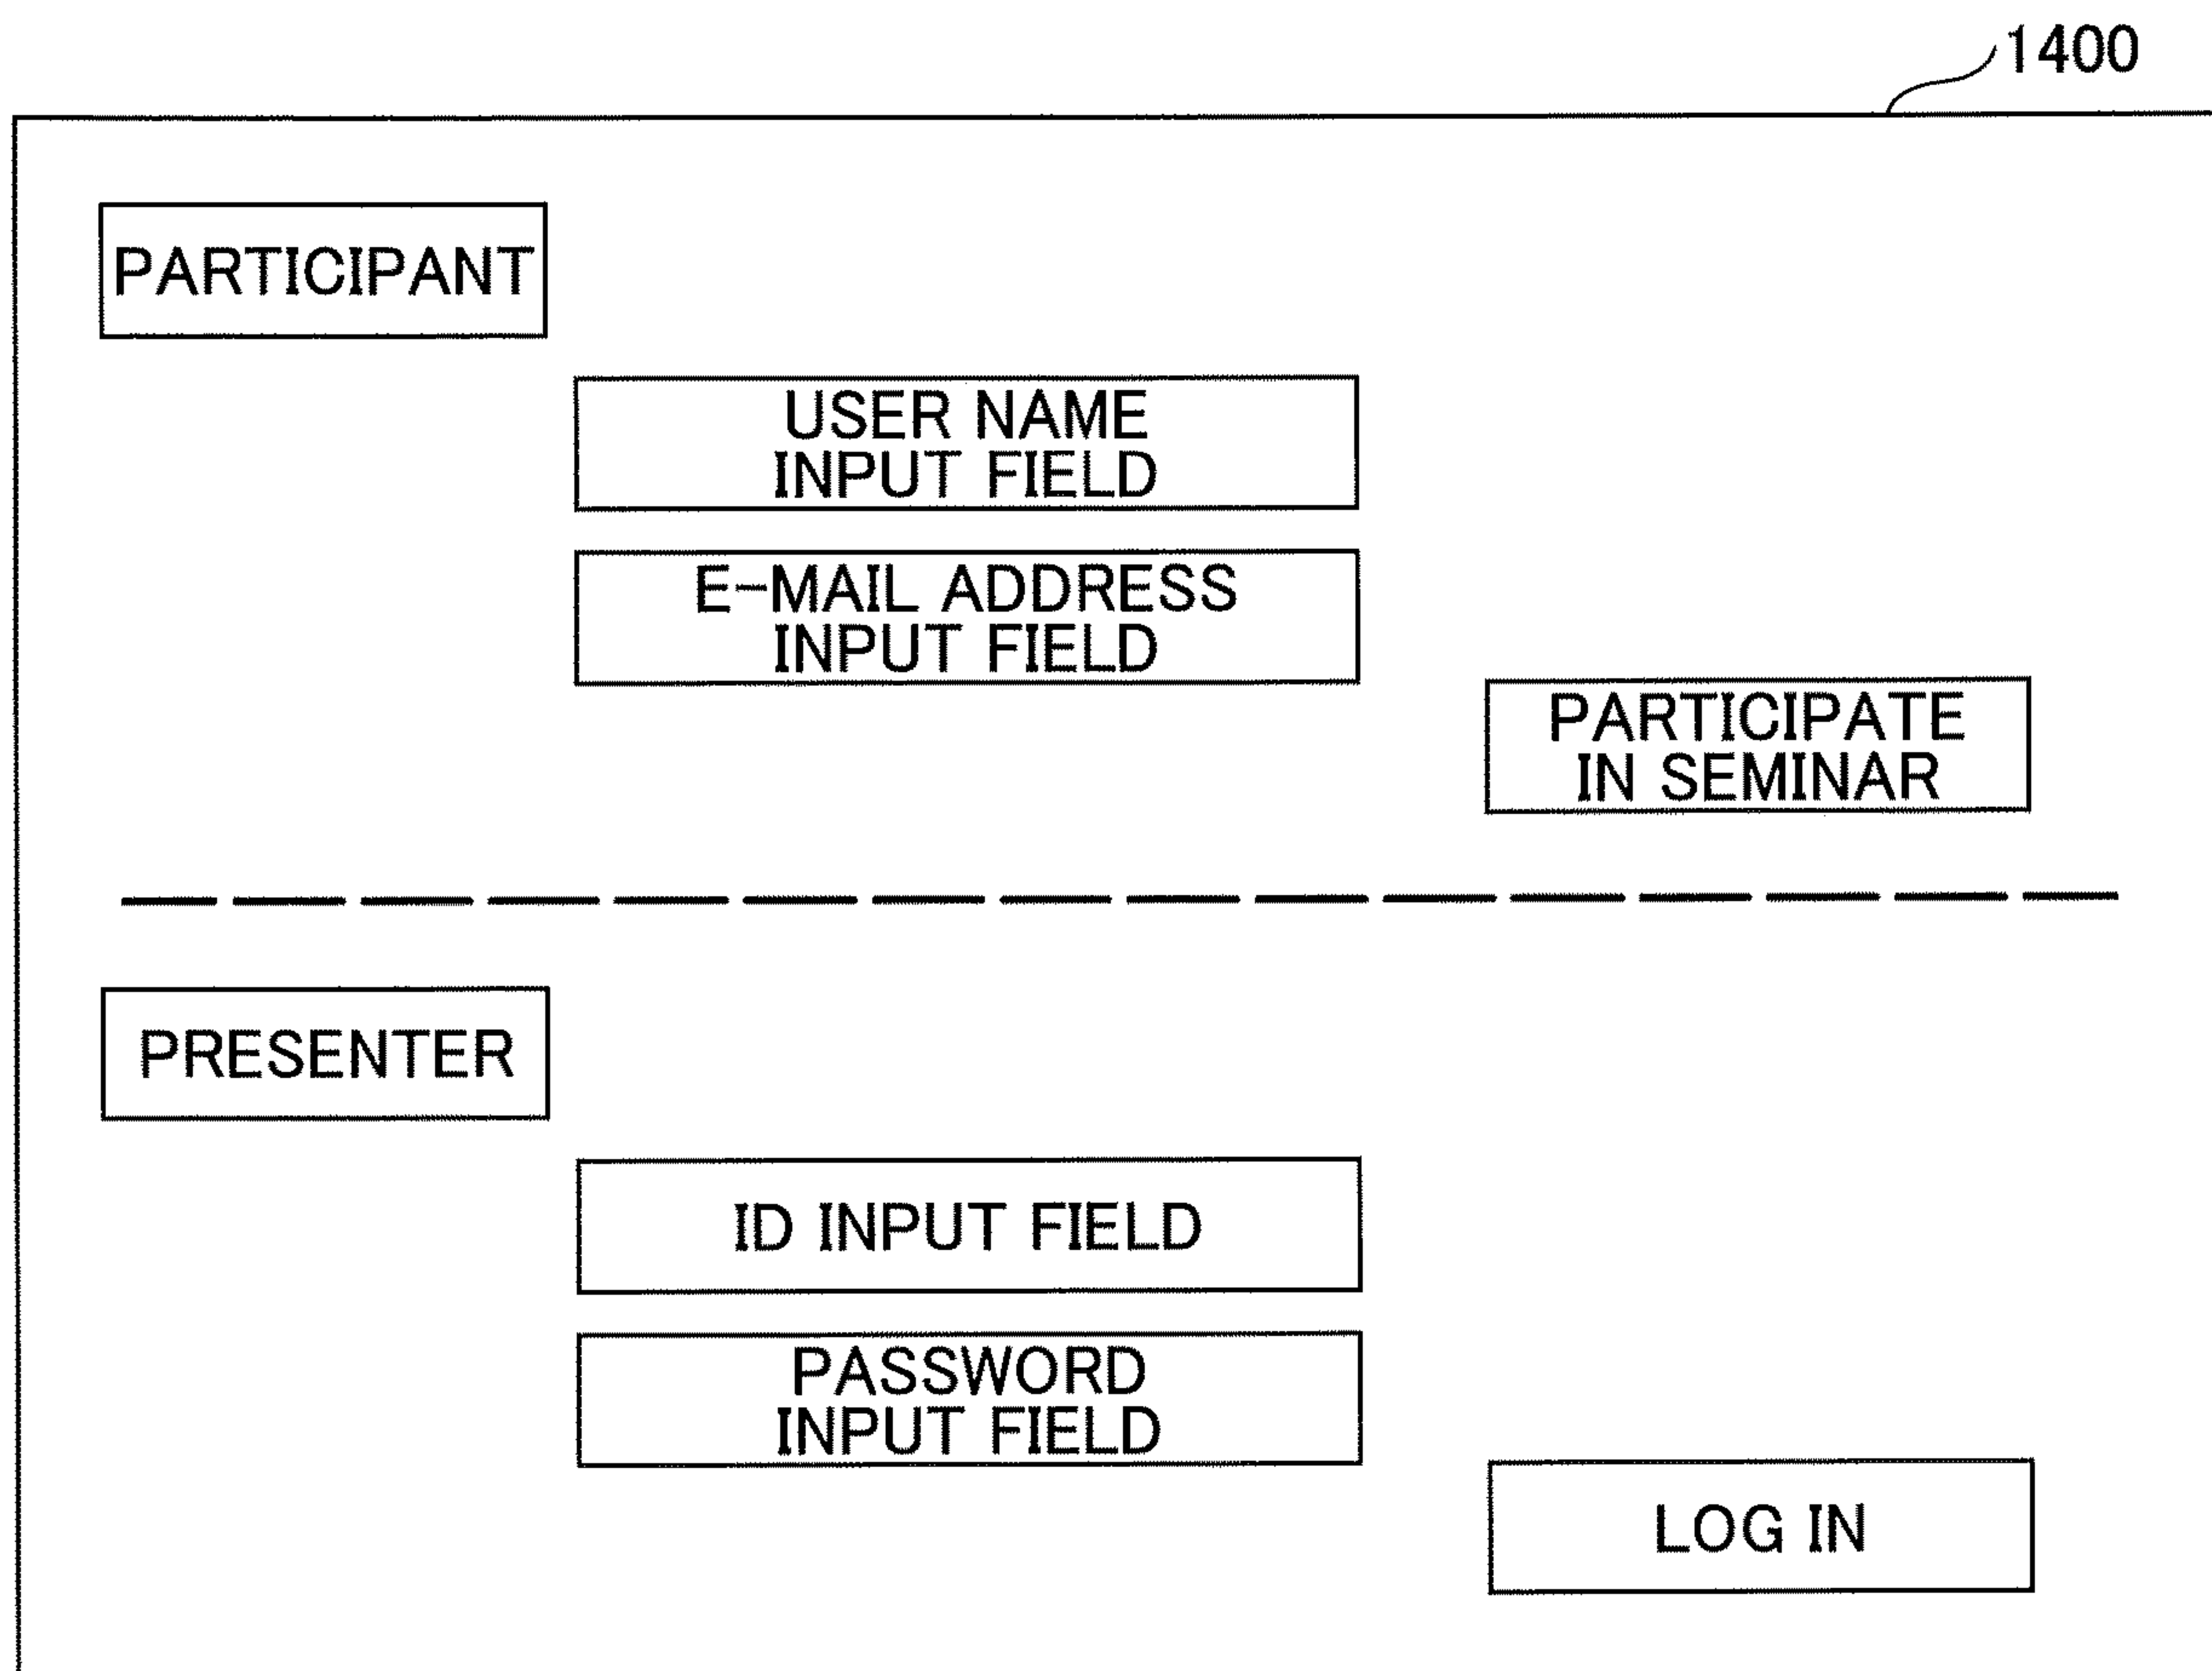 1400
PARTICIPANT
USER NAME
INPUT FIELD
E-MAIL ADDRESS
INPUT FIELD
PARTICIPATE
IN SEMINAR
PRESENTER
ID INPUT FIELD
PASSWORD
INPUT FIELD
LOG IN